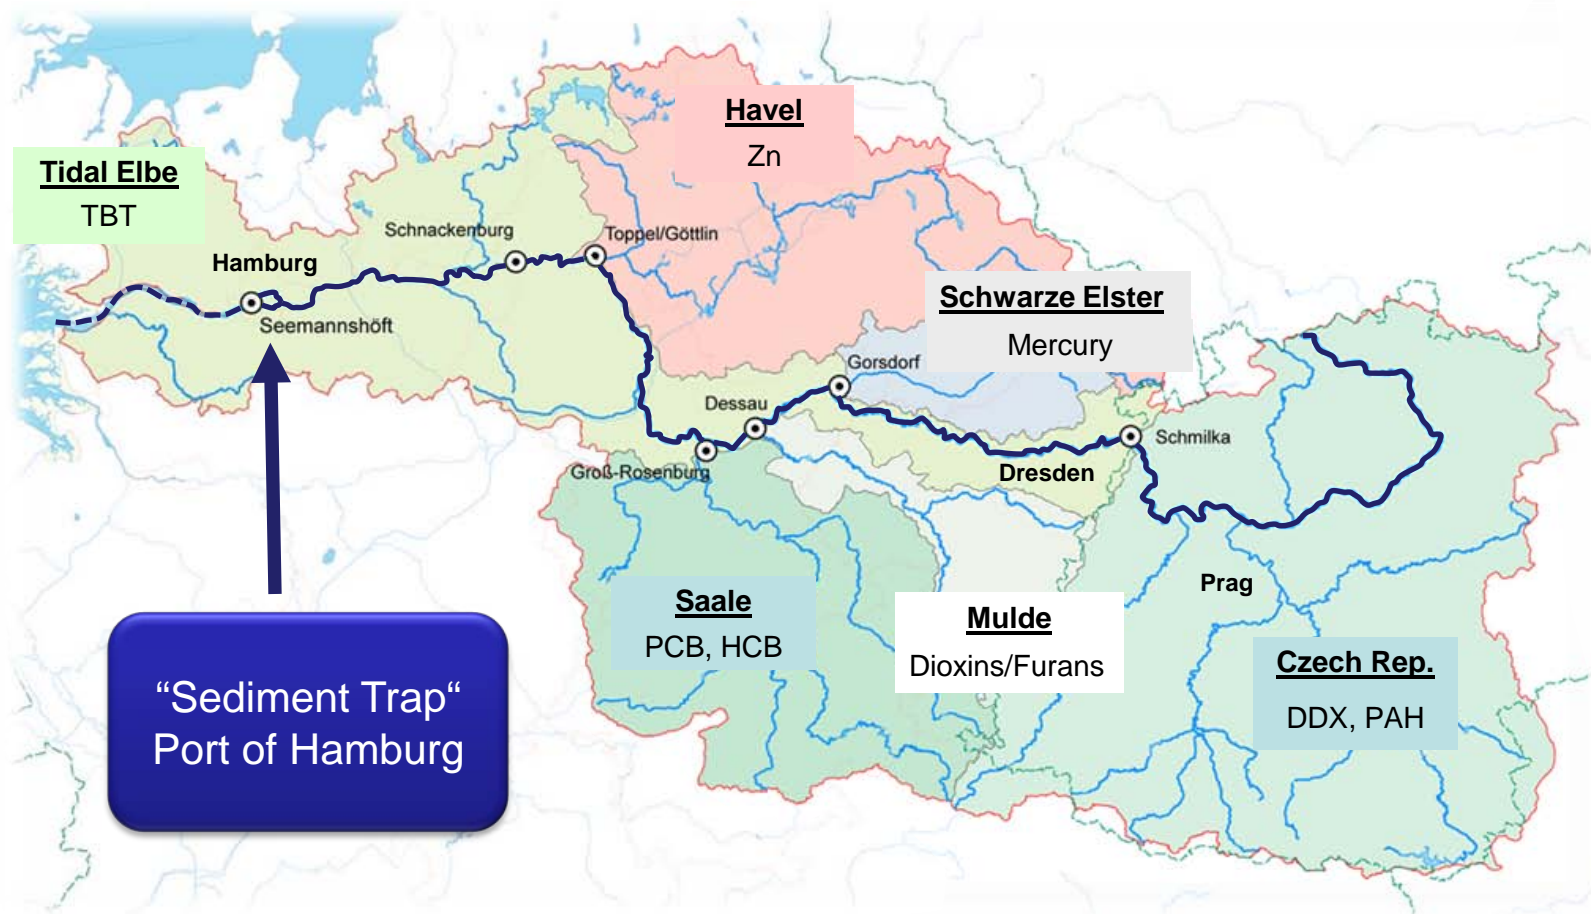 Havel
Zn
Tidal Elbe
TBT
Schnackenburg
Toppel/Göttlin
Hamburg
Seemannshöft
Schwarze Elster
Mercury
Gorsdorf
Dessau
Schmilka
Groß-Rosenburg
Dresden
Prag
Saale
PCB, HCB
Mulde
Dioxins/Furans
Czech Rep.
DDX, PAH
“Sediment Trap“
Port of Hamburg